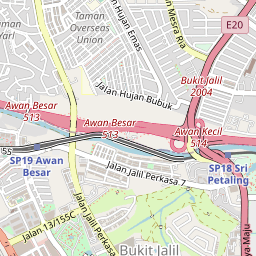 Taman
Overseas
Union
Jalan Hujan Emas
Mesra Ria
E20
Jalan Hujan Bubuk
Bukit Jalil
2004
Awan Besar
513
Awan Besar
513
Awan Kecil
514
SP19 Awan
Besar
SP18 Sri
Petaling
Jalan Jalil Perkasa 7
Jalan Jalil Perkasa
Jalan 13/155C
Bukit Jalil